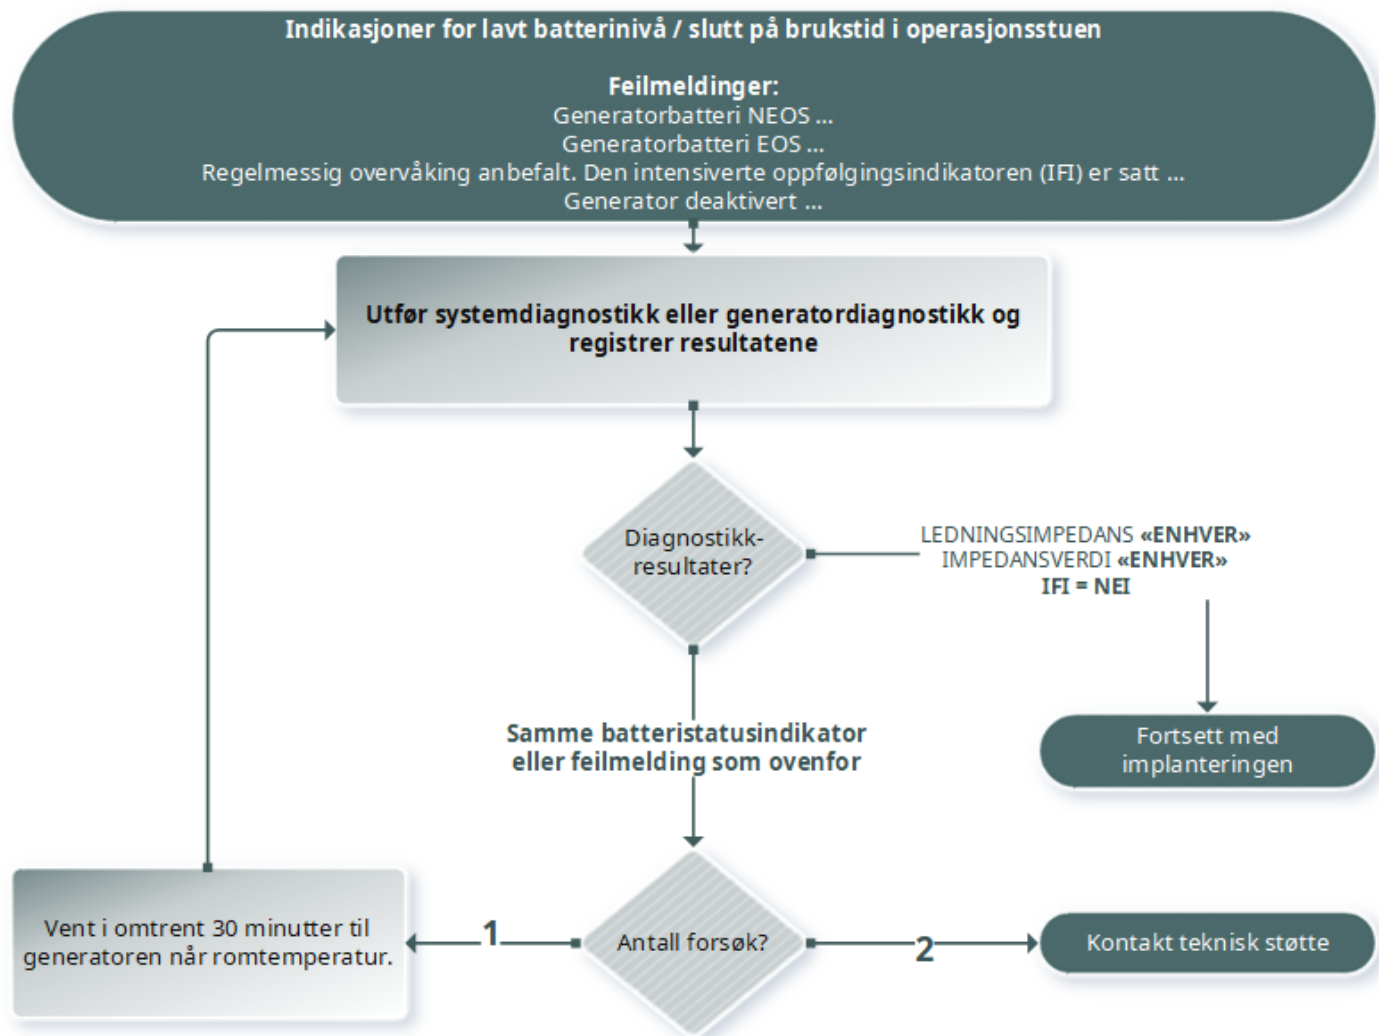 Indikasjoner for lavt batterinivå / slutt på brukstid i operasjonsstuen
Feilmeldinger:
Generatorbatteri NEOS ...
Generatorbatteri EOS ...
Regelmessig overvåking anbefalt. Den intensiverte oppfølgingsindikatoren (IFI) er satt ...
Generator deaktivert ...
Utfør systemdiagnostikk eller generatordiagnostikk og
registrer resultatene
Diagnostikk-
resultater?
LEDNINGSIMPEDANS «ENHVER»
IMPEDANSVERDI «ENHVER»
IFI = NEI
Samme batteristatusindikator
eller feilmelding som ovenfor
Fortsett med
implanteringen
Vent i omtrent 30 minutter til
generatoren når romtemperatur.
1
Antall forsøk?
2
Kontakt teknisk støtte